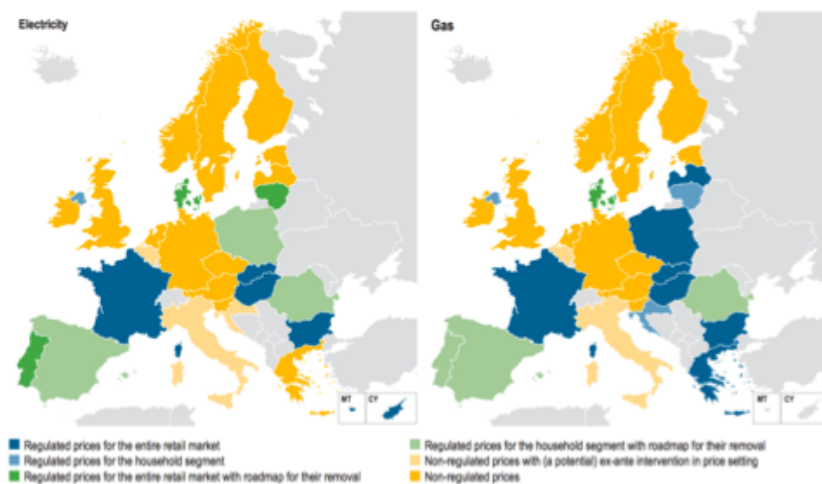 Electricity
Gas
MT
CY
MT
CY
Regulated prices for the entire retail market
Regulated prices for the household segment
Regulated prices for the entire retail market with roadmap for their removal
Regulated prices for the household segment with roadmap for their removal
Non-regulated prices with (a potential) ex-ante intervention in price setting
Non-regulated prices